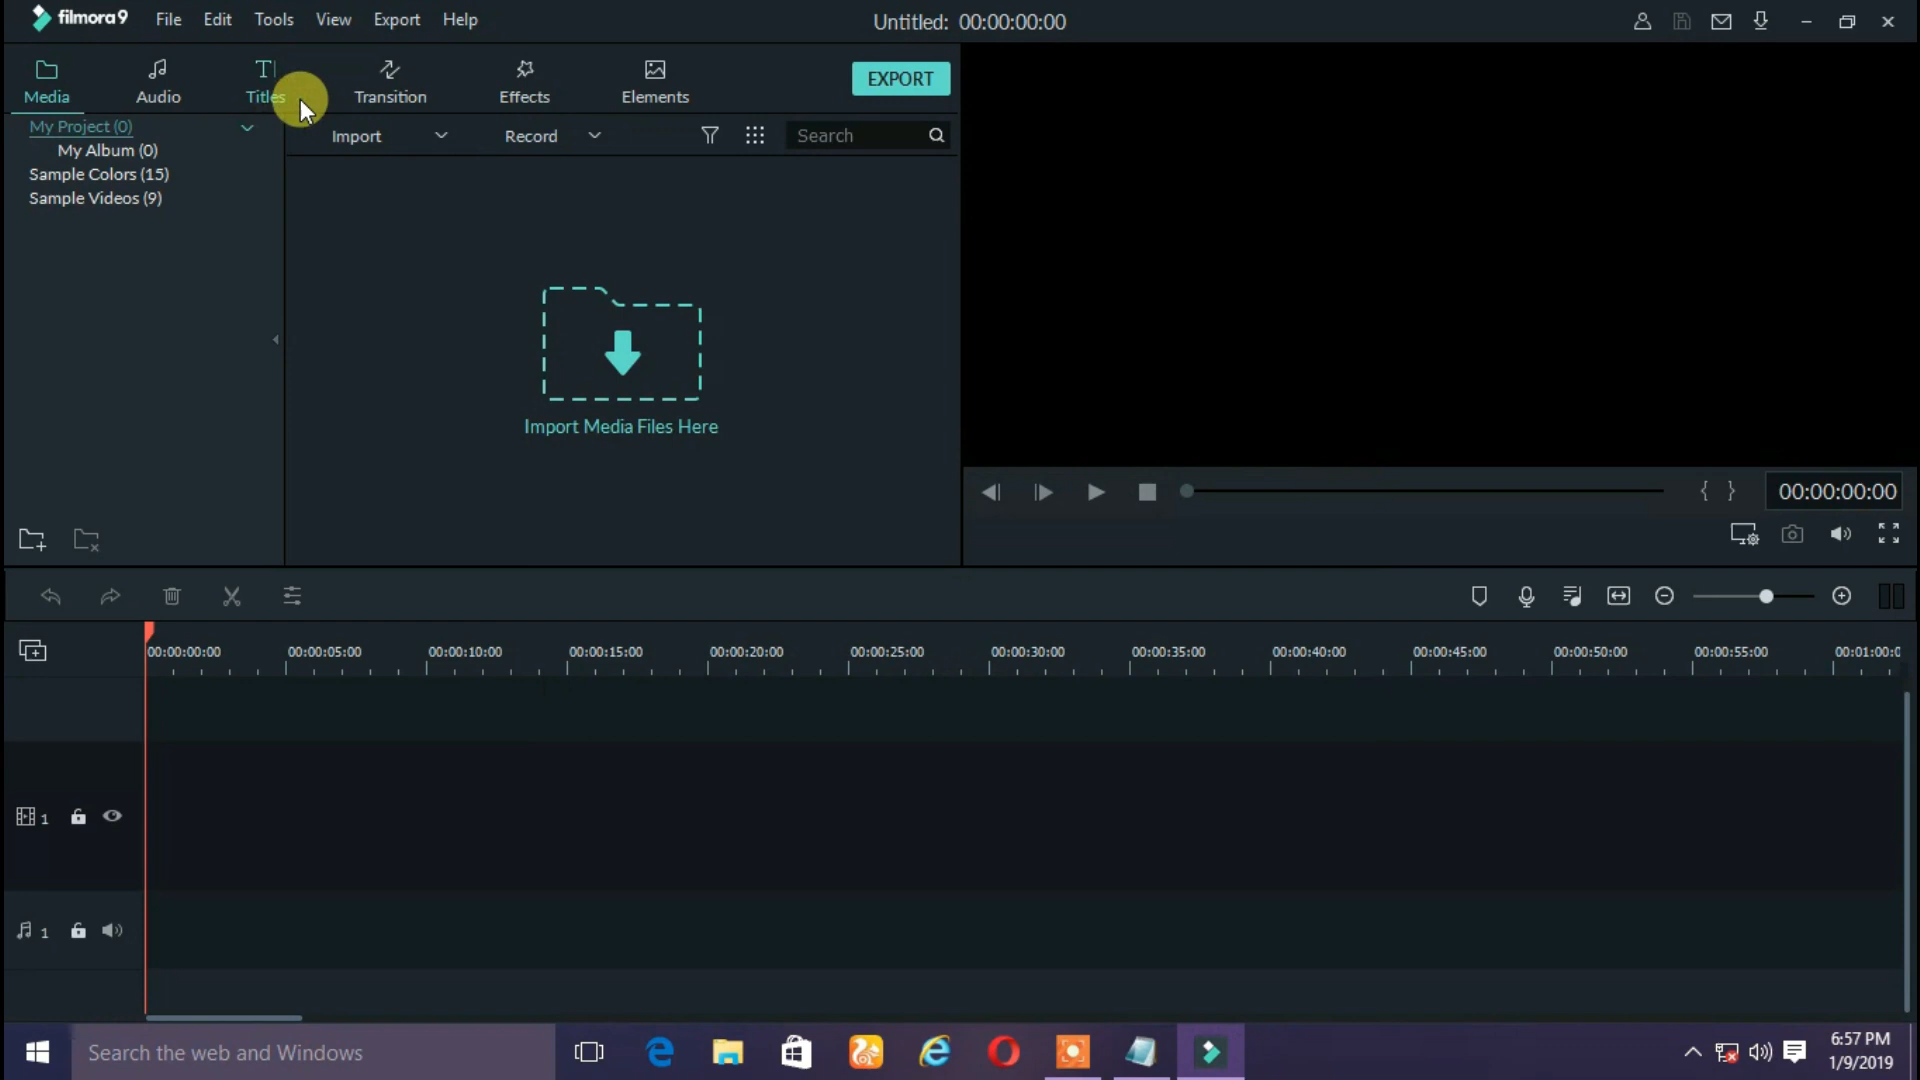 filmora9 File Edit Tools View Export Help Untitled: 00:00:00:00
Media Audio Titles Transition Effects Elements EXPORT
My Project (0) Import Record Search
My Album (0)
Sample Colors (15)
Sample Videos (9)
Import Media Files Here
{ } 00:00:00:00
00:00:00:00 00:00:05:00 00:00:10:00 00:00:15:00 00:00:20:00 00:00:25:00 00:00:30:00 00:00:35:00 00:00:40:00 00:00:45:00 00:00:50:00 00:00:55:00 00:01:00:0
1
1
Search the web and Windows 6:57 PM
1/9/2019